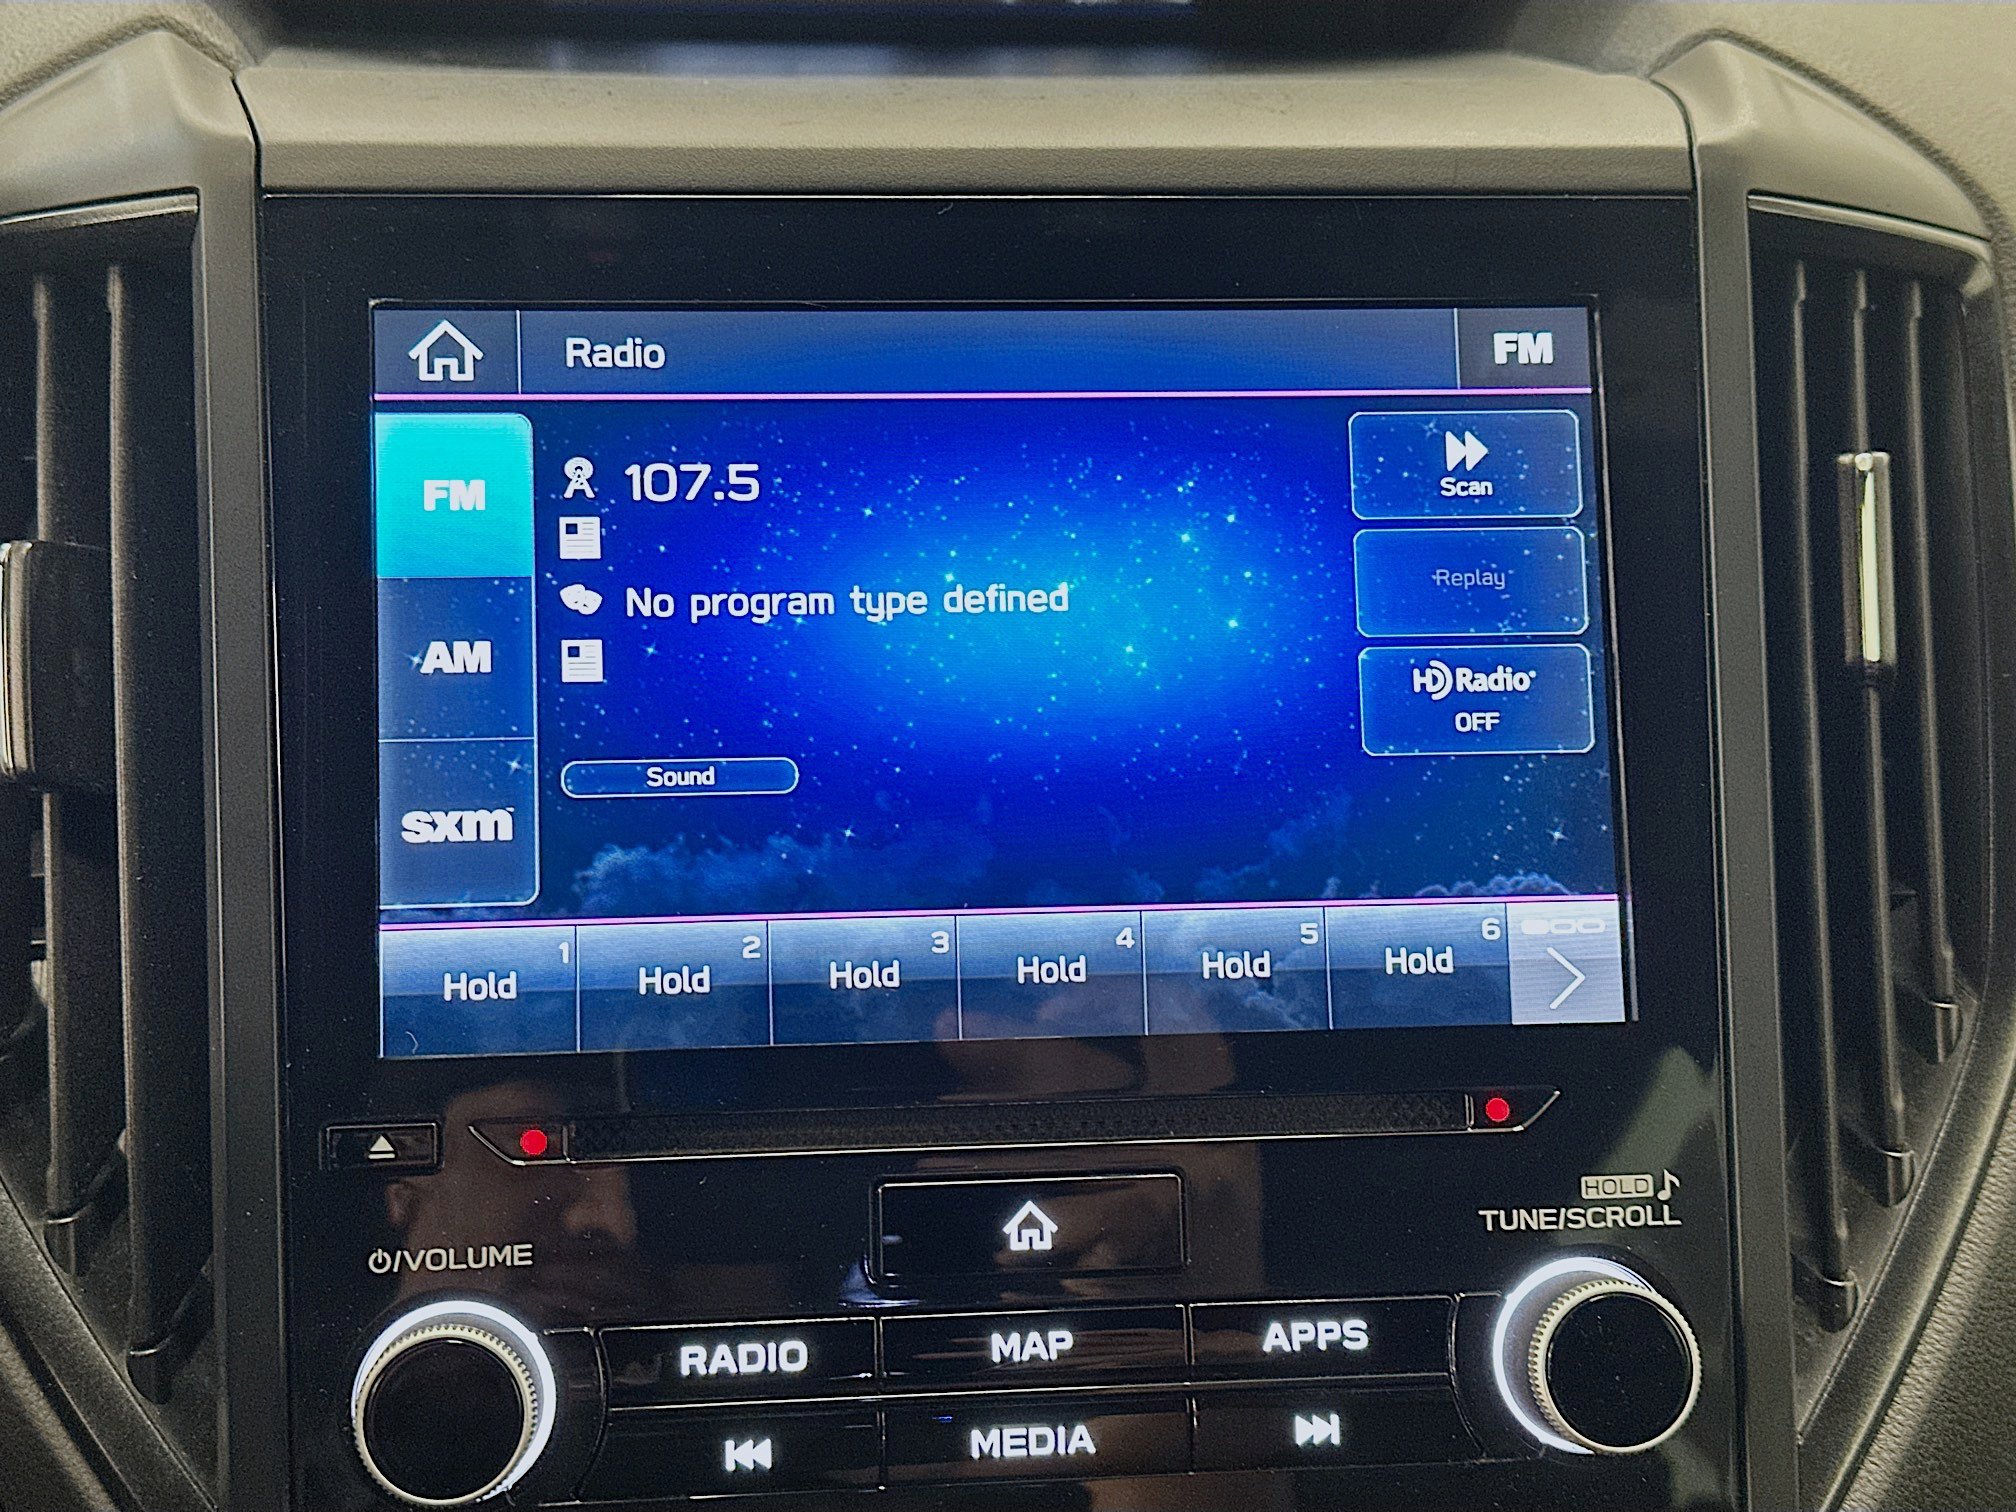 Radio
FM
FM
107.5
Scan
Replay
No program type defined
AM
HD Radio
OFF
Sound
sxm
1
Hold
2
Hold
3
Hold
4
Hold
5
Hold
6
Hold
HOLD
TUNE/SCROLL
/VOLUME
RADIO
MAP
APPS
MEDIA